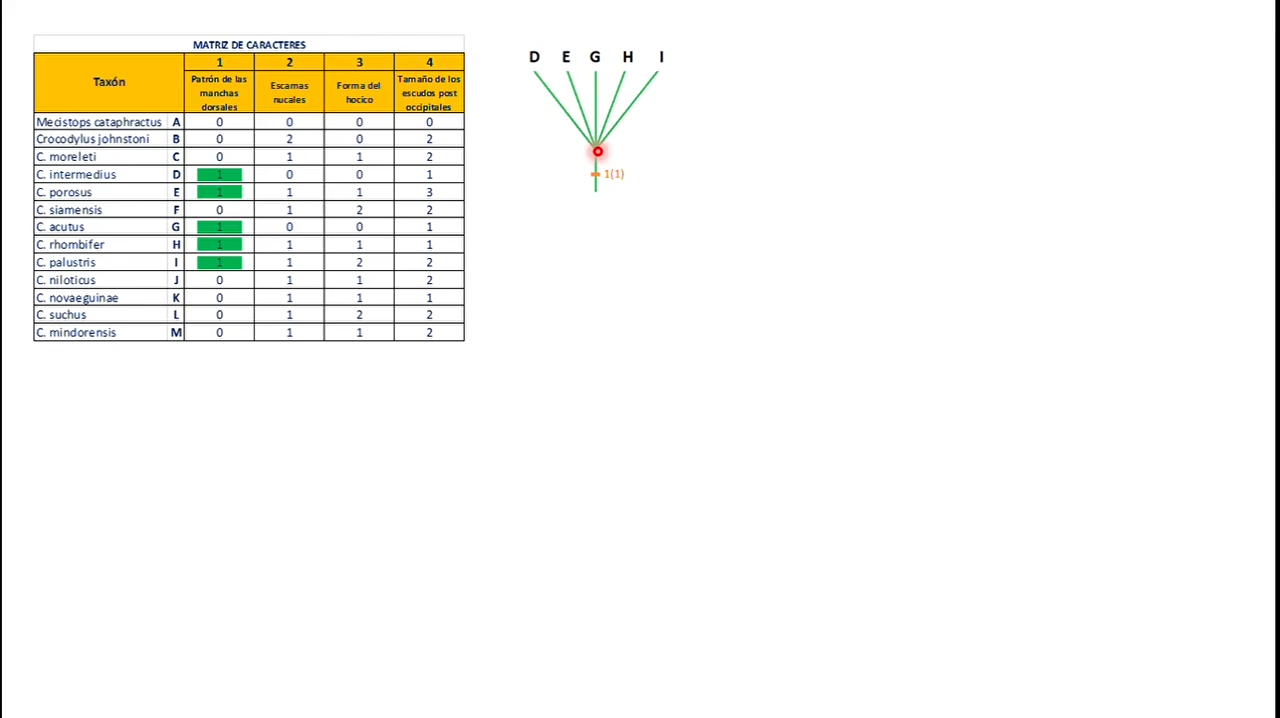 MATRIZ DE CARACTERES
Taxón 1 2 3 4
Patrón de las manchas dorsales Escamas nucales Forma del hocico Tamaño de los escudos post occipitales
Mecistops cataphractus A 0 0 0 0
Crocodylus johnstoni B 0 2 0 2
C. moreleti C 0 1 1 2
C. intermedius D 1 0 0 1
C. porosus E 1 1 1 3
C. siamensis F 0 1 2 2
C. acutus G 1 0 0 1
C. rhombifer H 1 1 1 1
C. palustris I 1 1 2 2
C. niloticus J 0 1 1 2
C. novaeguinae K 0 1 1 1
C. suchus L 0 1 2 2
C. mindorensis M 0 1 1 2
D E G H I
1(1)